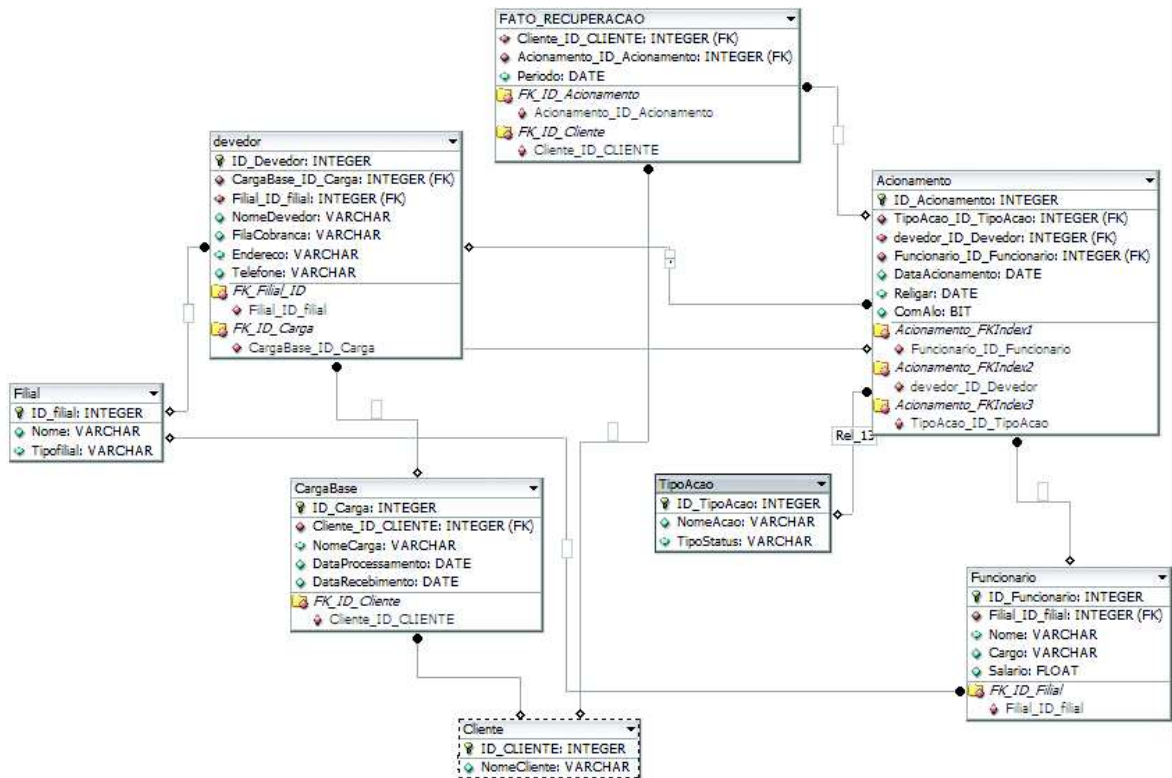 FATO_RECUPERACAO
Cliente_ID_CLIENTE: INTEGER (FK)
Acionamento_ID_Acionamento: INTEGER (FK)
Periodo: DATE
FK_ID_Acionamento
Acionamento_ID_Acionamento
FK_ID_Cliente
Cliente_ID_CLIENTE
devedor
ID_Devedor: INTEGER
CargaBase_ID_Carga: INTEGER (FK)
Filial_ID_filial: INTEGER (FK)
NomeDevedor: VARCHAR
FilaCobranca: VARCHAR
Endereco: VARCHAR
Telefone: VARCHAR
FK_Filial_ID
Filial_ID_filial
FK_ID_Carga
CargaBase_ID_Carga
Acionamento
ID_Acionamento: INTEGER
TipoAcao_ID_TipoAcao: INTEGER (FK)
devedor_ID_Devedor: INTEGER (FK)
Funcionario_ID_Funcionario: INTEGER (FK)
DataAcionamento: DATE
Religar: DATE
ComAlo: BIT
Acionamento_FKIndex1
Funcionario_ID_Funcionario
Acionamento_FKIndex2
devedor_ID_Devedor
Acionamento_FKIndex3
TipoAcao_ID_TipoAcao
Filial
ID_filial: INTEGER
Nome: VARCHAR
Tipofilial: VARCHAR
Rel_13
CargaBase
ID_Carga: INTEGER
Cliente_ID_CLIENTE: INTEGER (FK)
NomeCarga: VARCHAR
DataProcessamento: DATE
DataRecebimento: DATE
FK_ID_Cliente
Cliente_ID_CLIENTE
TipoAcao
ID_TipoAcao: INTEGER
NomeAcao: VARCHAR
TipoStatus: VARCHAR
Funcionario
ID_Funcionario: INTEGER
Filial_ID_filial: INTEGER (FK)
Nome: VARCHAR
Cargo: VARCHAR
Salario: FLOAT
FK_ID_Filial
Filial_ID_filial
Cliente
ID_CLIENTE: INTEGER
NomeCliente: VARCHAR